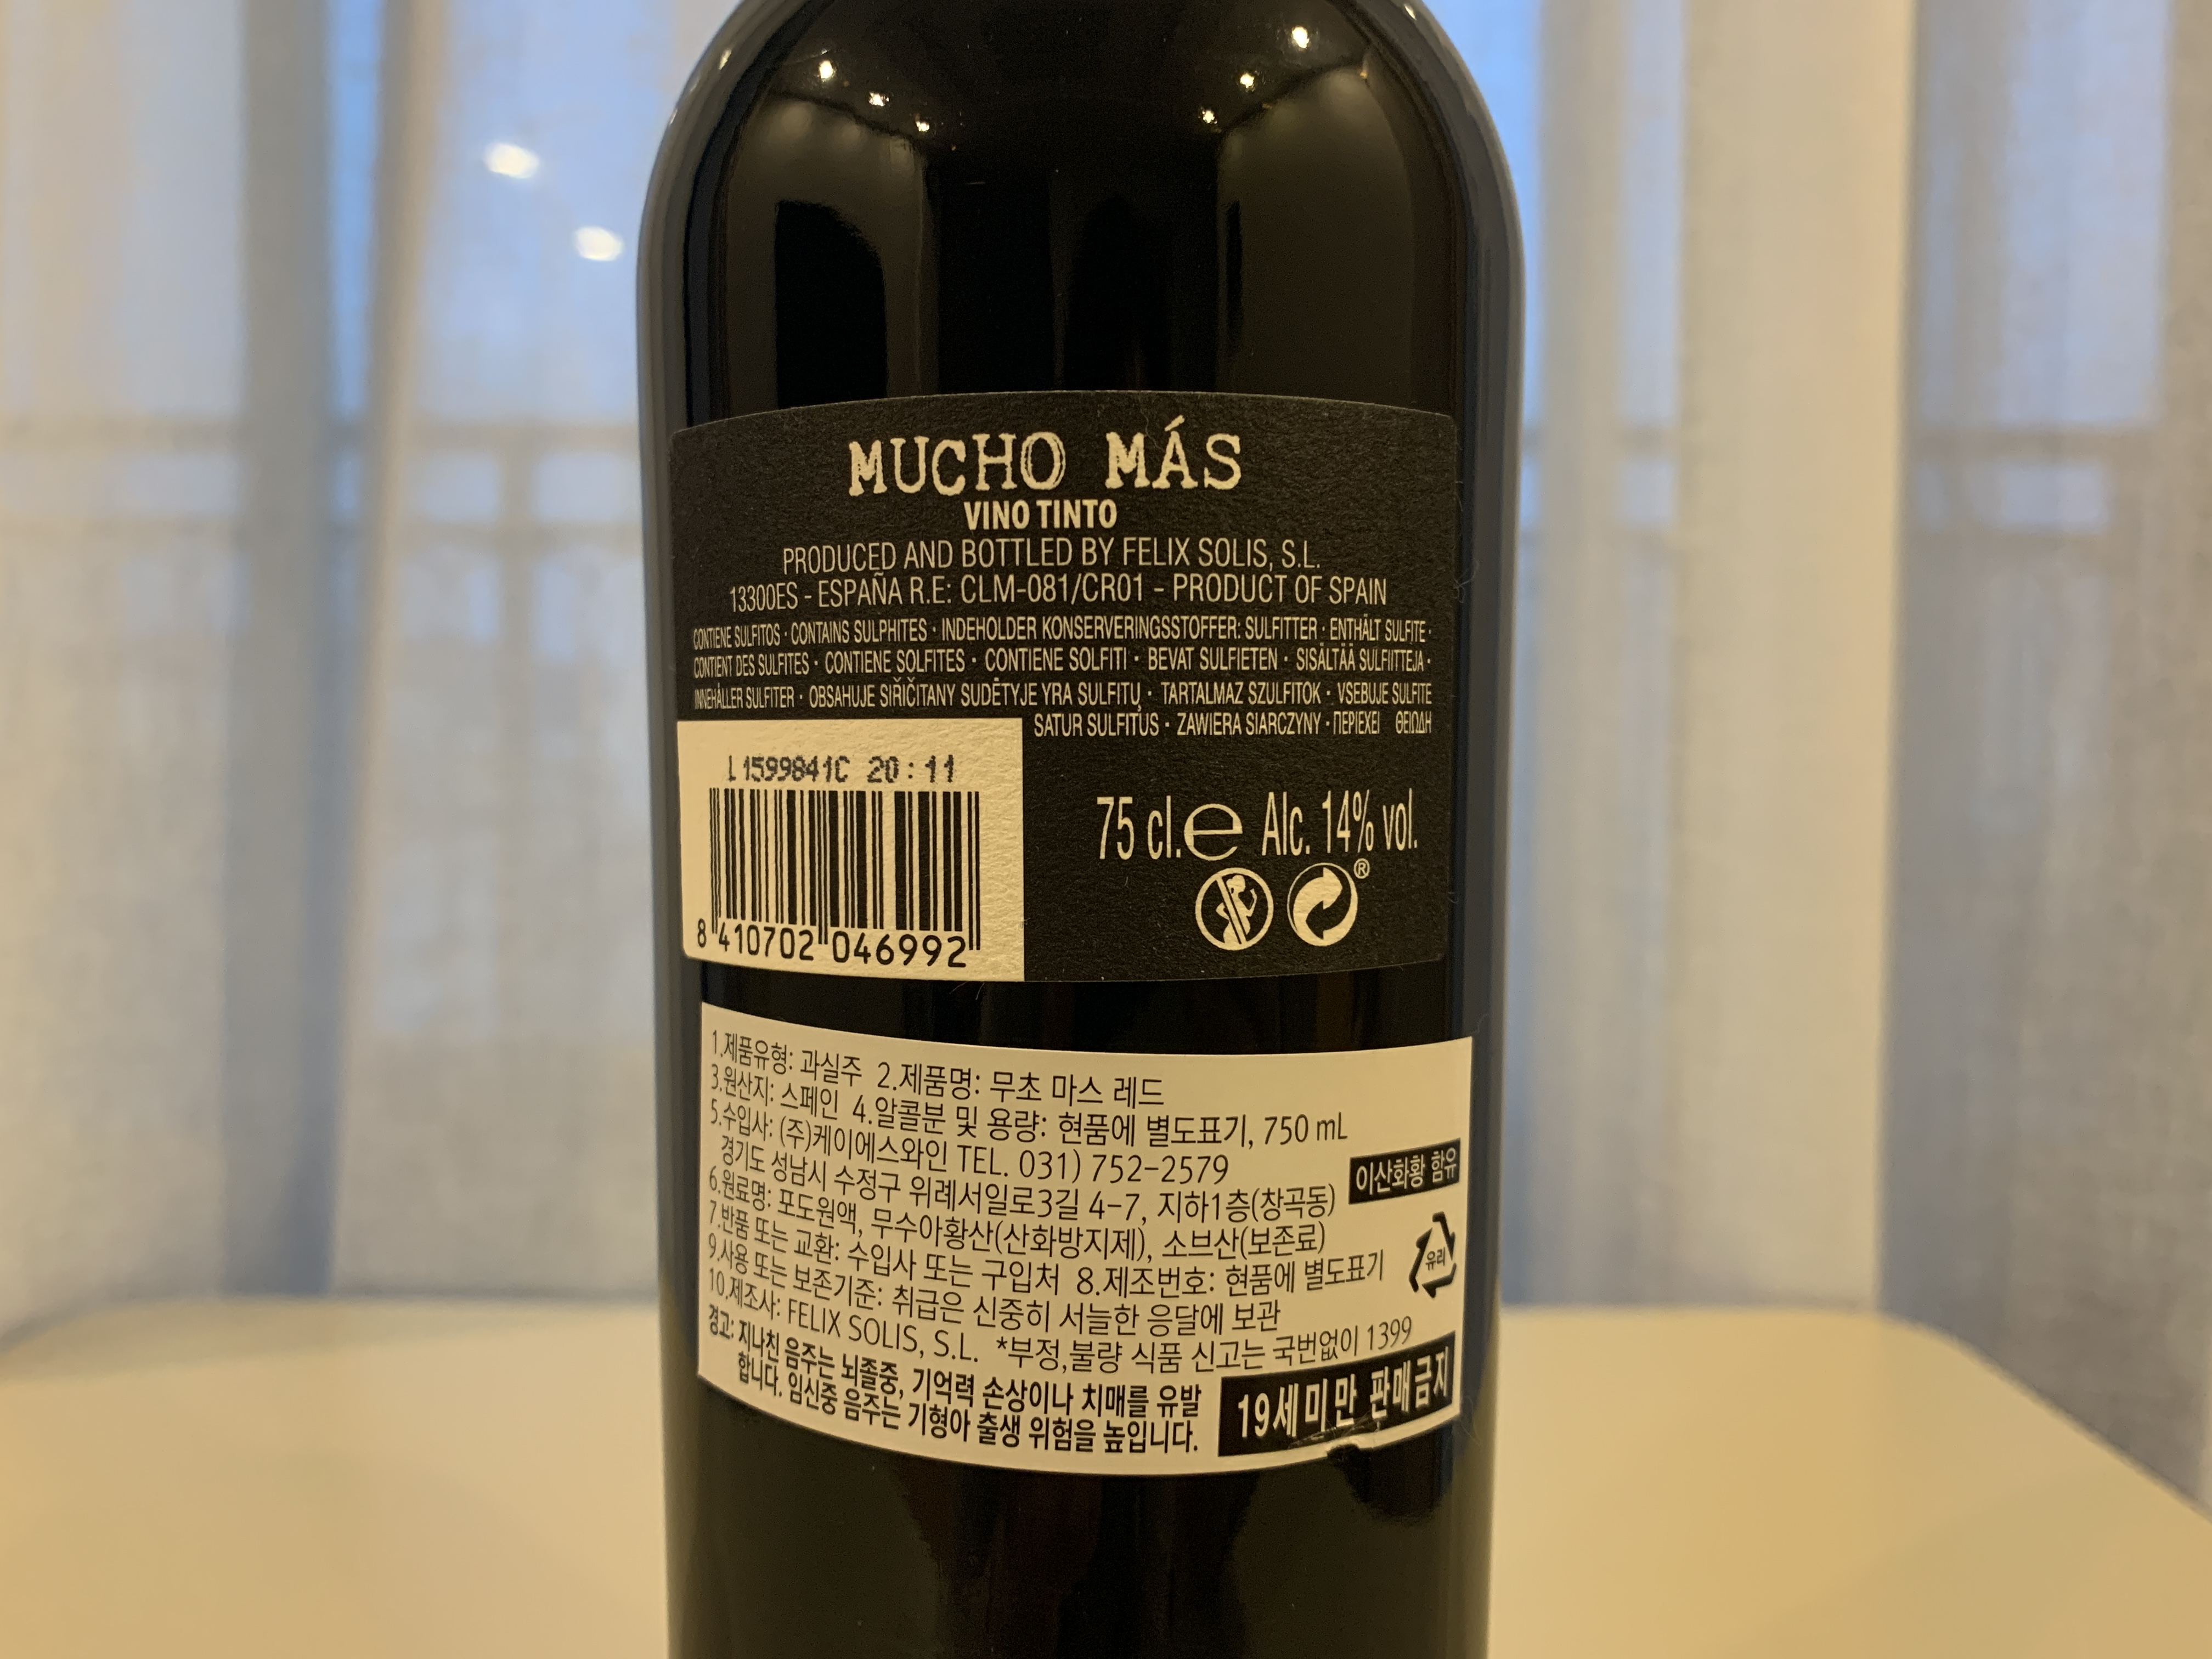 MUCHO MÁS
VINO TINTO
PRODUCED AND BOTTLED BY FELIX SOLIS, S.L.
13300ES - ESPAÑA R.E: CLM-081/CR01 - PRODUCT OF SPAIN
CONTIENE SULFITOS · CONTAINS SULPHITES · INDEHOLDER KONSERVERINGSSTOFFER: SULFITTER · ENTHÄLT SULFITE ·
CONTIENT DES SULFITES · CONTIENE SOLFITES · CONTIENE SOLFITI · BEVAT SULFIETEN · SISÄLTÄÄ SULFIITTEJA ·
INNEHÅLLER SULFITER · OBSAHUJE SIŘIČITANY SUDĖTYJE YRA SULFITŲ · TARTALMAZ SZULFITOK · VSEBUJE SULFITE
SATUR SULFITUS · ZAWIERA SIARCZYNY · ΠΕΡΙΕΧΕΙ ΘΕΙΩΔΗ
L1599841C 20:11
75 cl.℮ Alc. 14% vol.
®
8 410702 046992
1.제품유형: 과실주 2.제품명: 무초 마스 레드
3.원산지: 스페인 4.알콜분 및 용량: 현품에 별도표기, 750 mL
5.수입사: (주)케이에스와인 TEL. 031) 752-2579
경기도 성남시 수정구 위례서일로3길 4-7, 지하1층(창곡동)
이산화황 함유
6.원료명: 포도원액, 무수아황산(산화방지제), 소브산(보존료)
7.반품 또는 교환: 수입사 또는 구입처 8.제조번호: 현품에 별도표기
유리
9.사용 또는 보존기준: 취급은 신중히 서늘한 응달에 보관
10.제조사: FELIX SOLIS, S.L. *부정,불량 식품 신고는 국번없이 1399
경고: 지나친 음주는 뇌졸중, 기억력 손상이나 치매를 유발
합니다. 임신중 음주는 기형아 출생 위험을 높입니다.
19세미만 판매금지